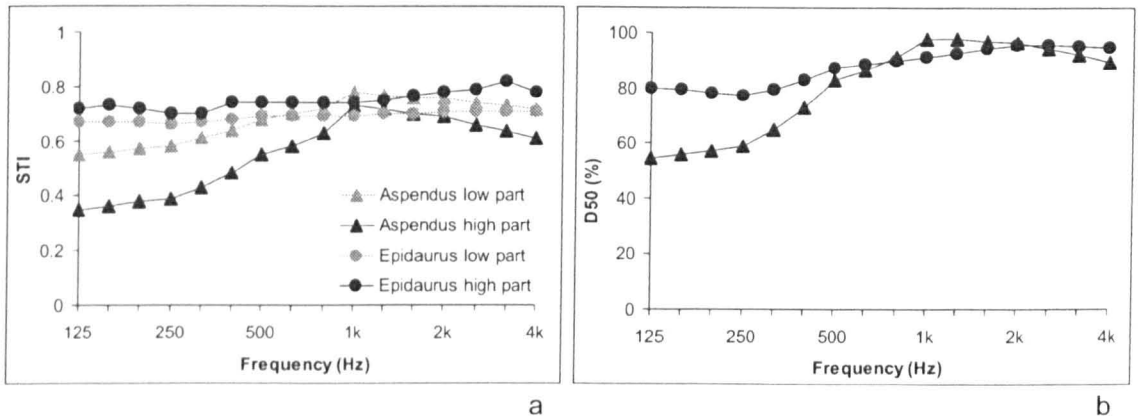 STI
1
0.8
0.6
0.4
0.2
0
125 250 500 1k 2k 4k
Frequency (Hz)
Aspendus low part
Aspendus high part
Epidaurus low part
Epidaurus high part
a
D50 (%)
100
80
60
40
20
0
125 250 500 1k 2k 4k
Frequency (Hz)
b